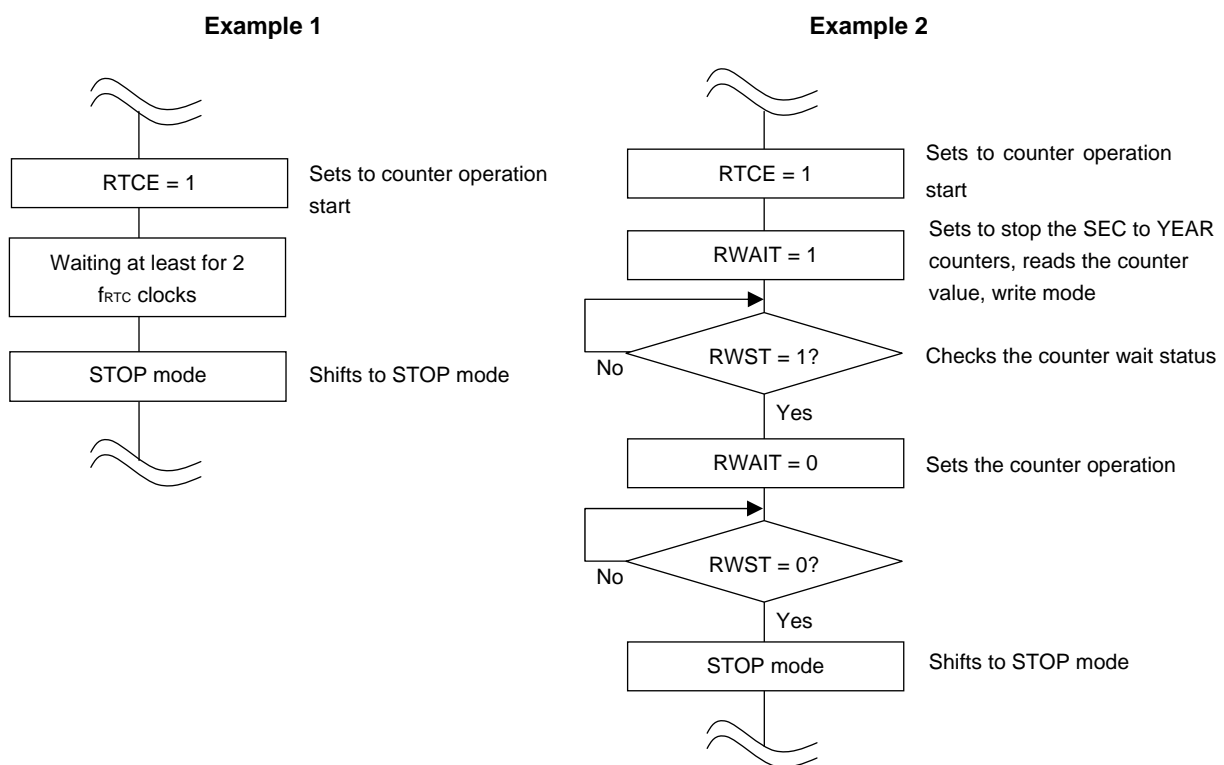 Example 1
RTCE = 1
Sets to counter operation
start
Waiting at least for 2
fRTC clocks
STOP mode
Shifts to STOP mode
Example 2
RTCE = 1
Sets to counter operation
start
RWAIT = 1
Sets to stop the SEC to YEAR
counters, reads the counter
value, write mode
RWST = 1?
No
Checks the counter wait status
Yes
RWAIT = 0
Sets the counter operation
RWST = 0?
No
Yes
STOP mode
Shifts to STOP mode